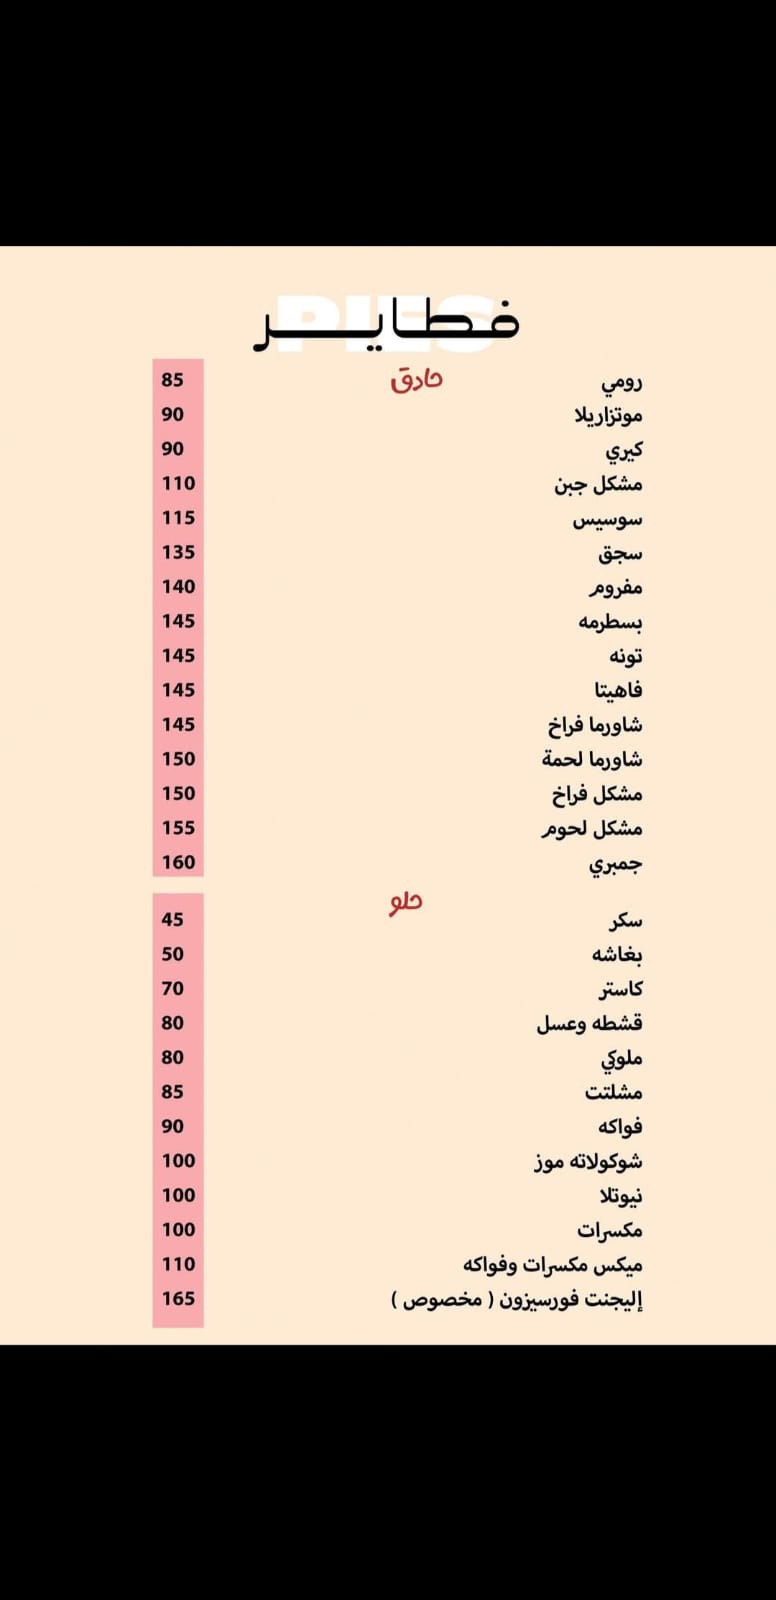 PIES
فطاير
حادق
رومي 85
موتزاريلا 90
كيري 90
مشكل جبن 110
سوسيس 115
سجق 135
مفروم 140
بسطرمه 145
تونه 145
فاهيتا 145
شاورما فراخ 145
شاورما لحمة 150
مشكل فراخ 150
مشكل لحوم 155
جمبري 160
حلو
سكر 45
بغاشه 50
كاستر 70
قشطه وعسل 80
ملوكي 80
مشلتت 85
فواكه 90
شوكولاته موز 100
نيوتلا 100
مكسرات 100
ميكس مكسرات وفواكه 110
إليجنت فورسيزون ( مخصوص ) 165